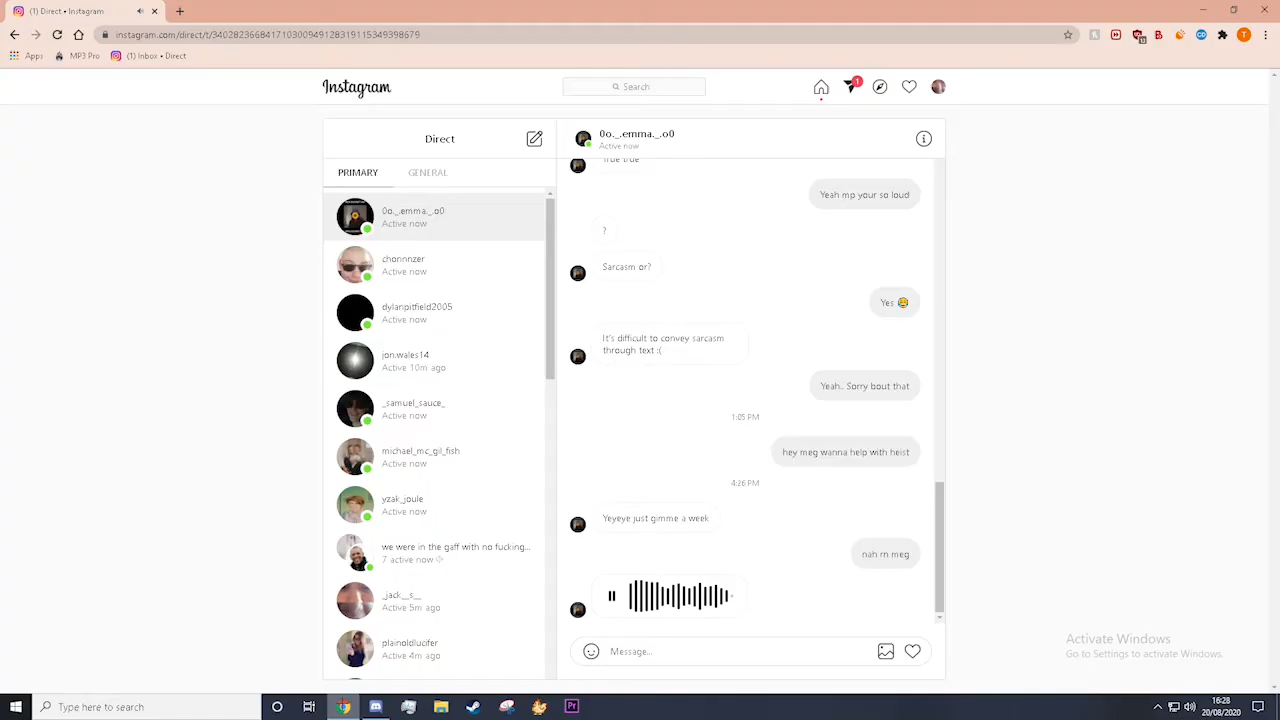 (1) Direct • Instagram
instagram.com/direct/t/340282366841710300949128319115349398679
Apps
MP3 Pro
(1) Inbox • Direct
Instagram
Search
1
Direct
PRIMARY
GENERAL
0o._.emma._.o0
Active now
chonnnzer
Active now
dylanpitfield2005
Active now
jon.wales14
Active 10m ago
_samuel_sauce_
Active now
michael_mc_gil_fish
Active now
yzak_joule
Active now
we were in the gaff with no fucking...
7 active now
_jack__s__
Active 5m ago
plainoldlucifer
Active 4m ago
0o._.emma._.o0
Active now
True true
Yeah mp your so loud
?
Sarcasm or?
Yes 😂
It's difficult to convey sarcasm
through text :(
Yeah.. Sorry bout that
1:05 PM
hey meg wanna help with heist
4:26 PM
Yeyeye just gimme a week
nah rn meg
Message...
Activate Windows
Go to Settings to activate Windows.
Type here to search
Pr
16:28
20/08/2020